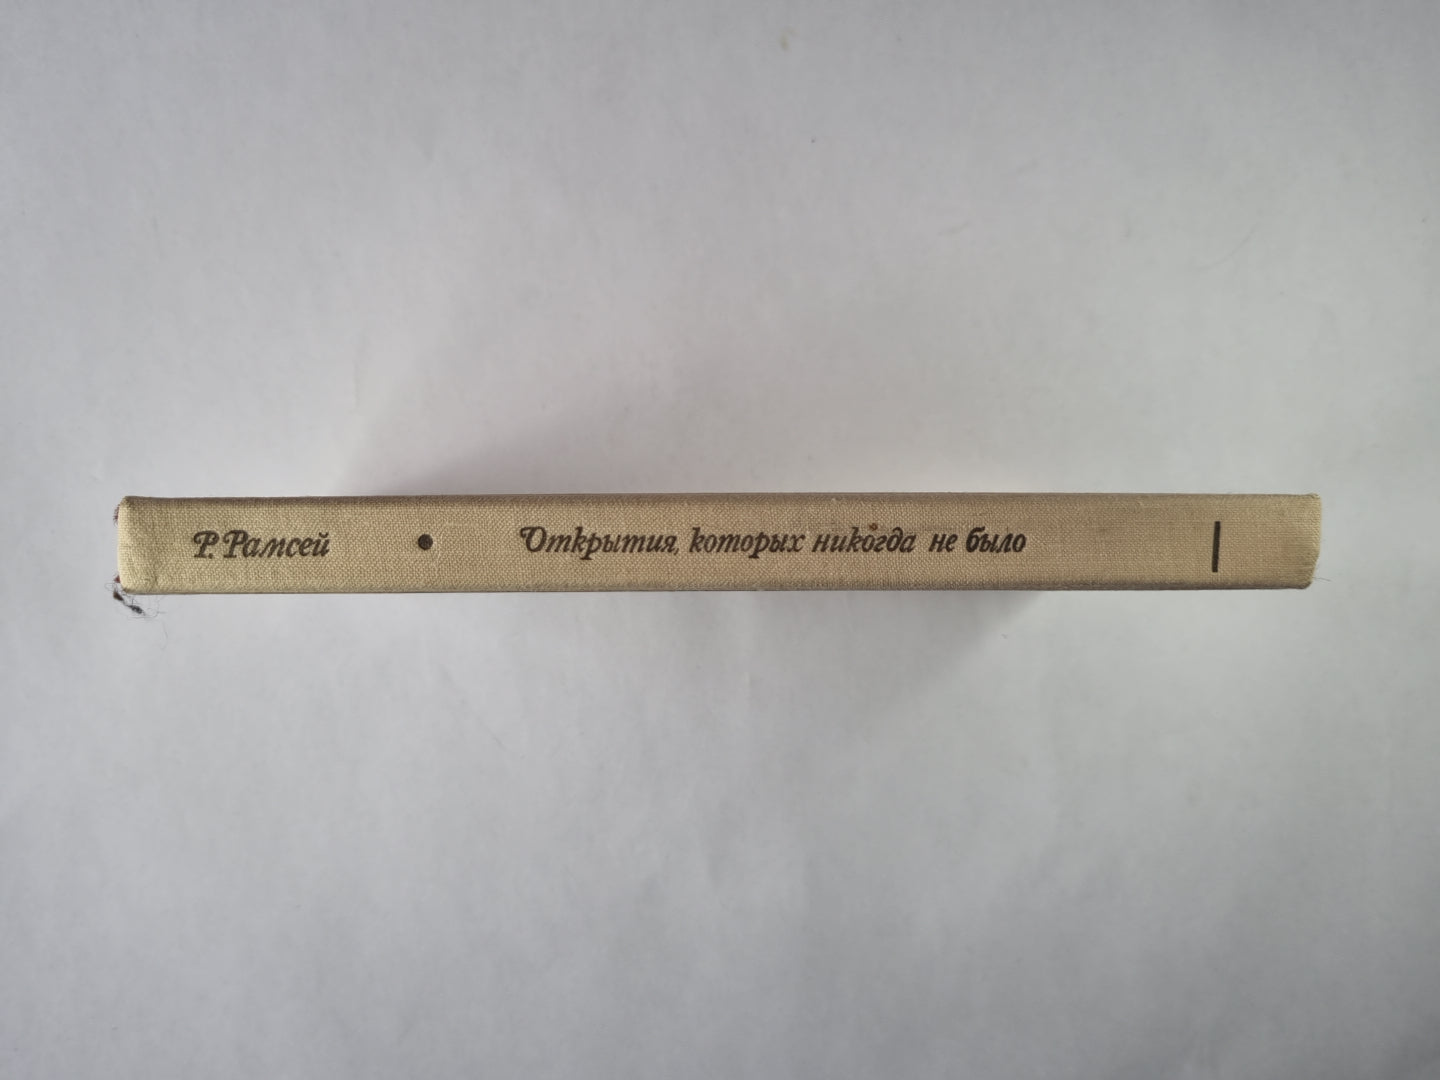 Р. Рамсей • Открытия, которых никогда не было